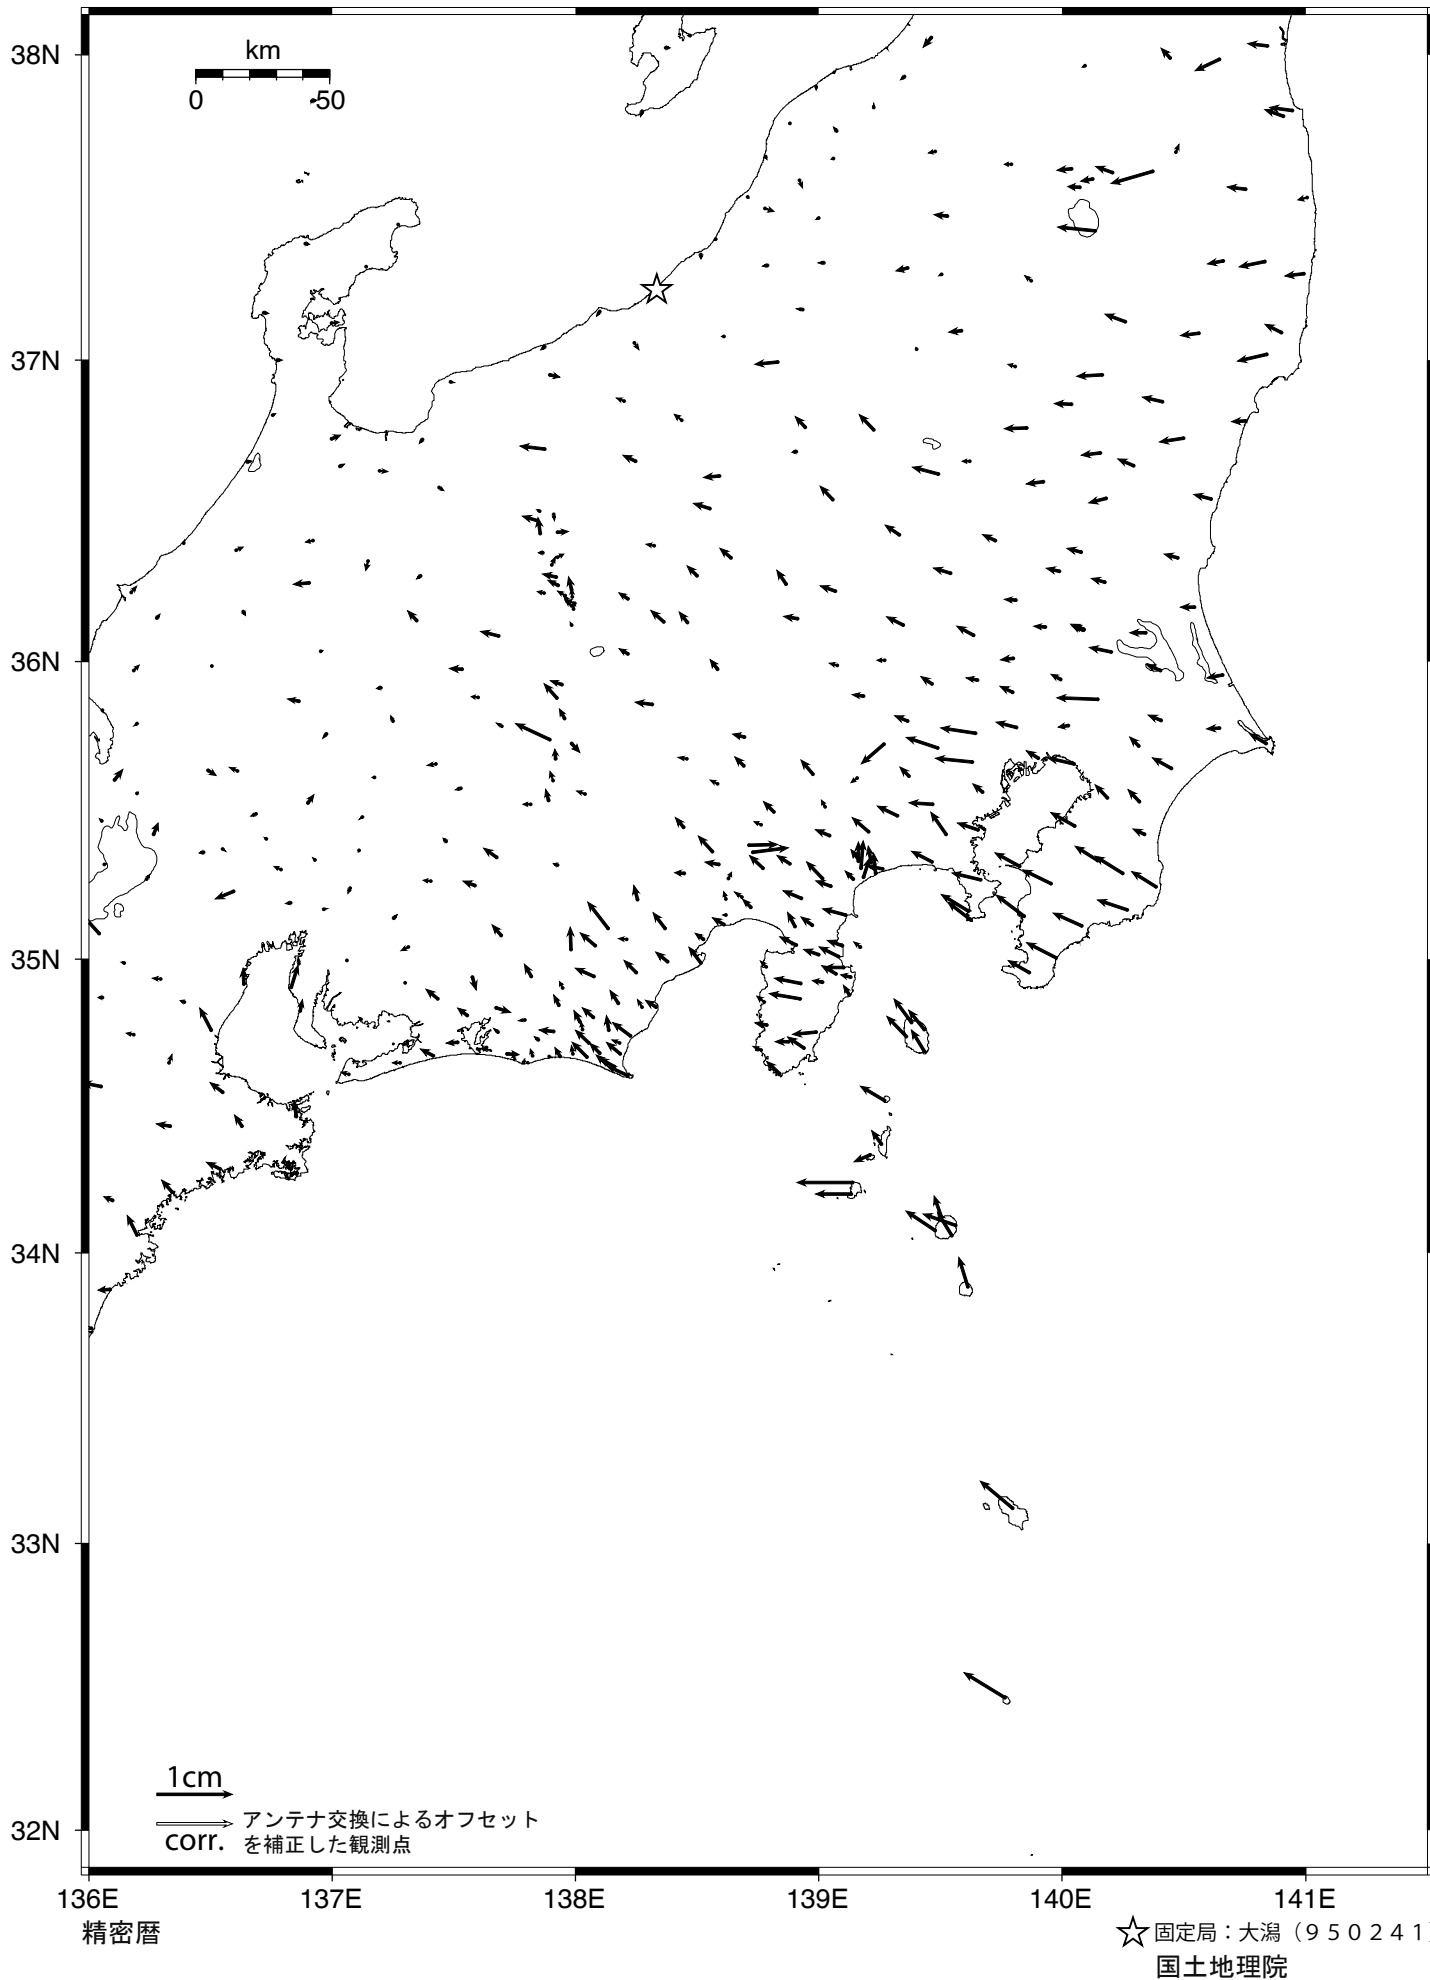 38N
km
0 50
37N
36N
35N
34N
33N
32N
1cm
アンテナ交換によるオフセット
corr. を補正した観測点
136E 137E 138E 139E 140E 141E
精密暦
☆固定局：大潟（９５０２４１）
国土地理院